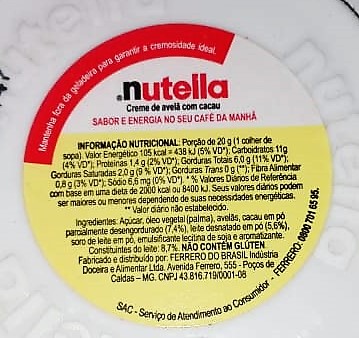 Mantenha fora da geladeira para garantir a cremosidade ideal.
nutella
Creme de avelã com cacau
SABOR E ENERGIA NO SEU CAFÉ DA MANHÃ
INFORMAÇÃO NUTRICIONAL: Porção de 20 g (1 colher de
sopa). Valor Energético 105 kcal = 438 kJ (5% VD*); Carboidratos 11g
(4% VD*); Proteínas 1,4 g (2% VD*); Gorduras Totais 6,0 g (11% VD*);
Gorduras Saturadas 2,0 g (9 % VD*); Gorduras Trans 0 g (**); Fibra Alimentar
0,8 g (3% VD*); Sódio 6,6 mg (0% VD*). * % Valores Diários de Referência
com base em uma dieta de 2000 kcal ou 8400 kJ. Seus valores diários podem
ser maiores ou menores dependendo de suas necessidades energéticas.
** Valor diário não estabelecido.
Ingredientes: Açúcar, óleo vegetal (palma), avelãs, cacau em pó
parcialmente desengordurado (7,4%), leite desnatado em pó (5,6%),
soro de leite em pó, emulsificante lecitina de soja e aromatizante.
Constituintes do leite: 8,7%. NÃO CONTÉM GLÚTEN.
Fabricado e distribuído por: FERRERO DO BRASIL Indústria
Doceira e Alimentar Ltda. Avenida Ferrero, 555 - Poços de
Caldas – MG. CNPJ 43.816.719/0001-08
SAC - Serviço de Atendimento ao Consumidor - FERRERO. 0800 701 65 95.